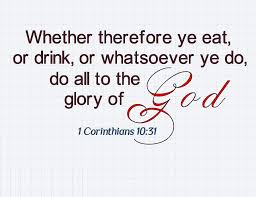 Whether therefore ye eat,
or drink, or whatsoever ye do,
do all to the
glory of God
1 Corinthians 10:31